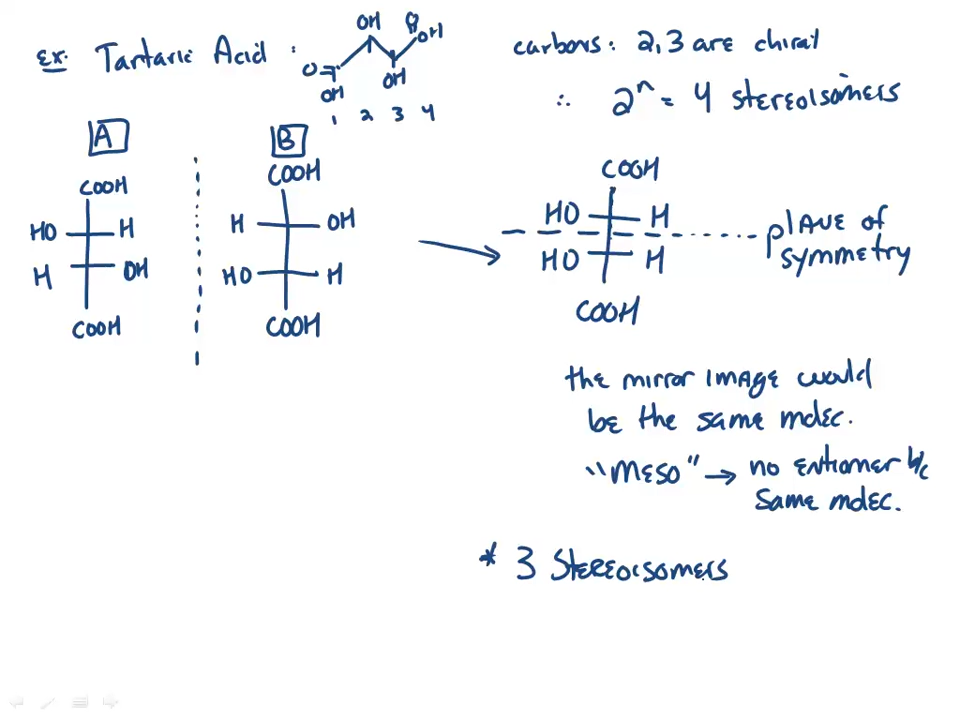 Ex: Tartaric Acid :
OH
O
OH
O
OH
OH
1 2 3 4
carbons: 2,3 are chiral
∴ 2ⁿ = 4 stereoisomers
A
COOH
HO H
H OH
COOH
B
COOH
H OH
HO H
COOH
COOH
HO H
HO H
COOH
plane of
symmetry
the mirror image would
be the same molec.
"Meso" → no entiomer b/c
same molec.
* 3 Stereoisomers